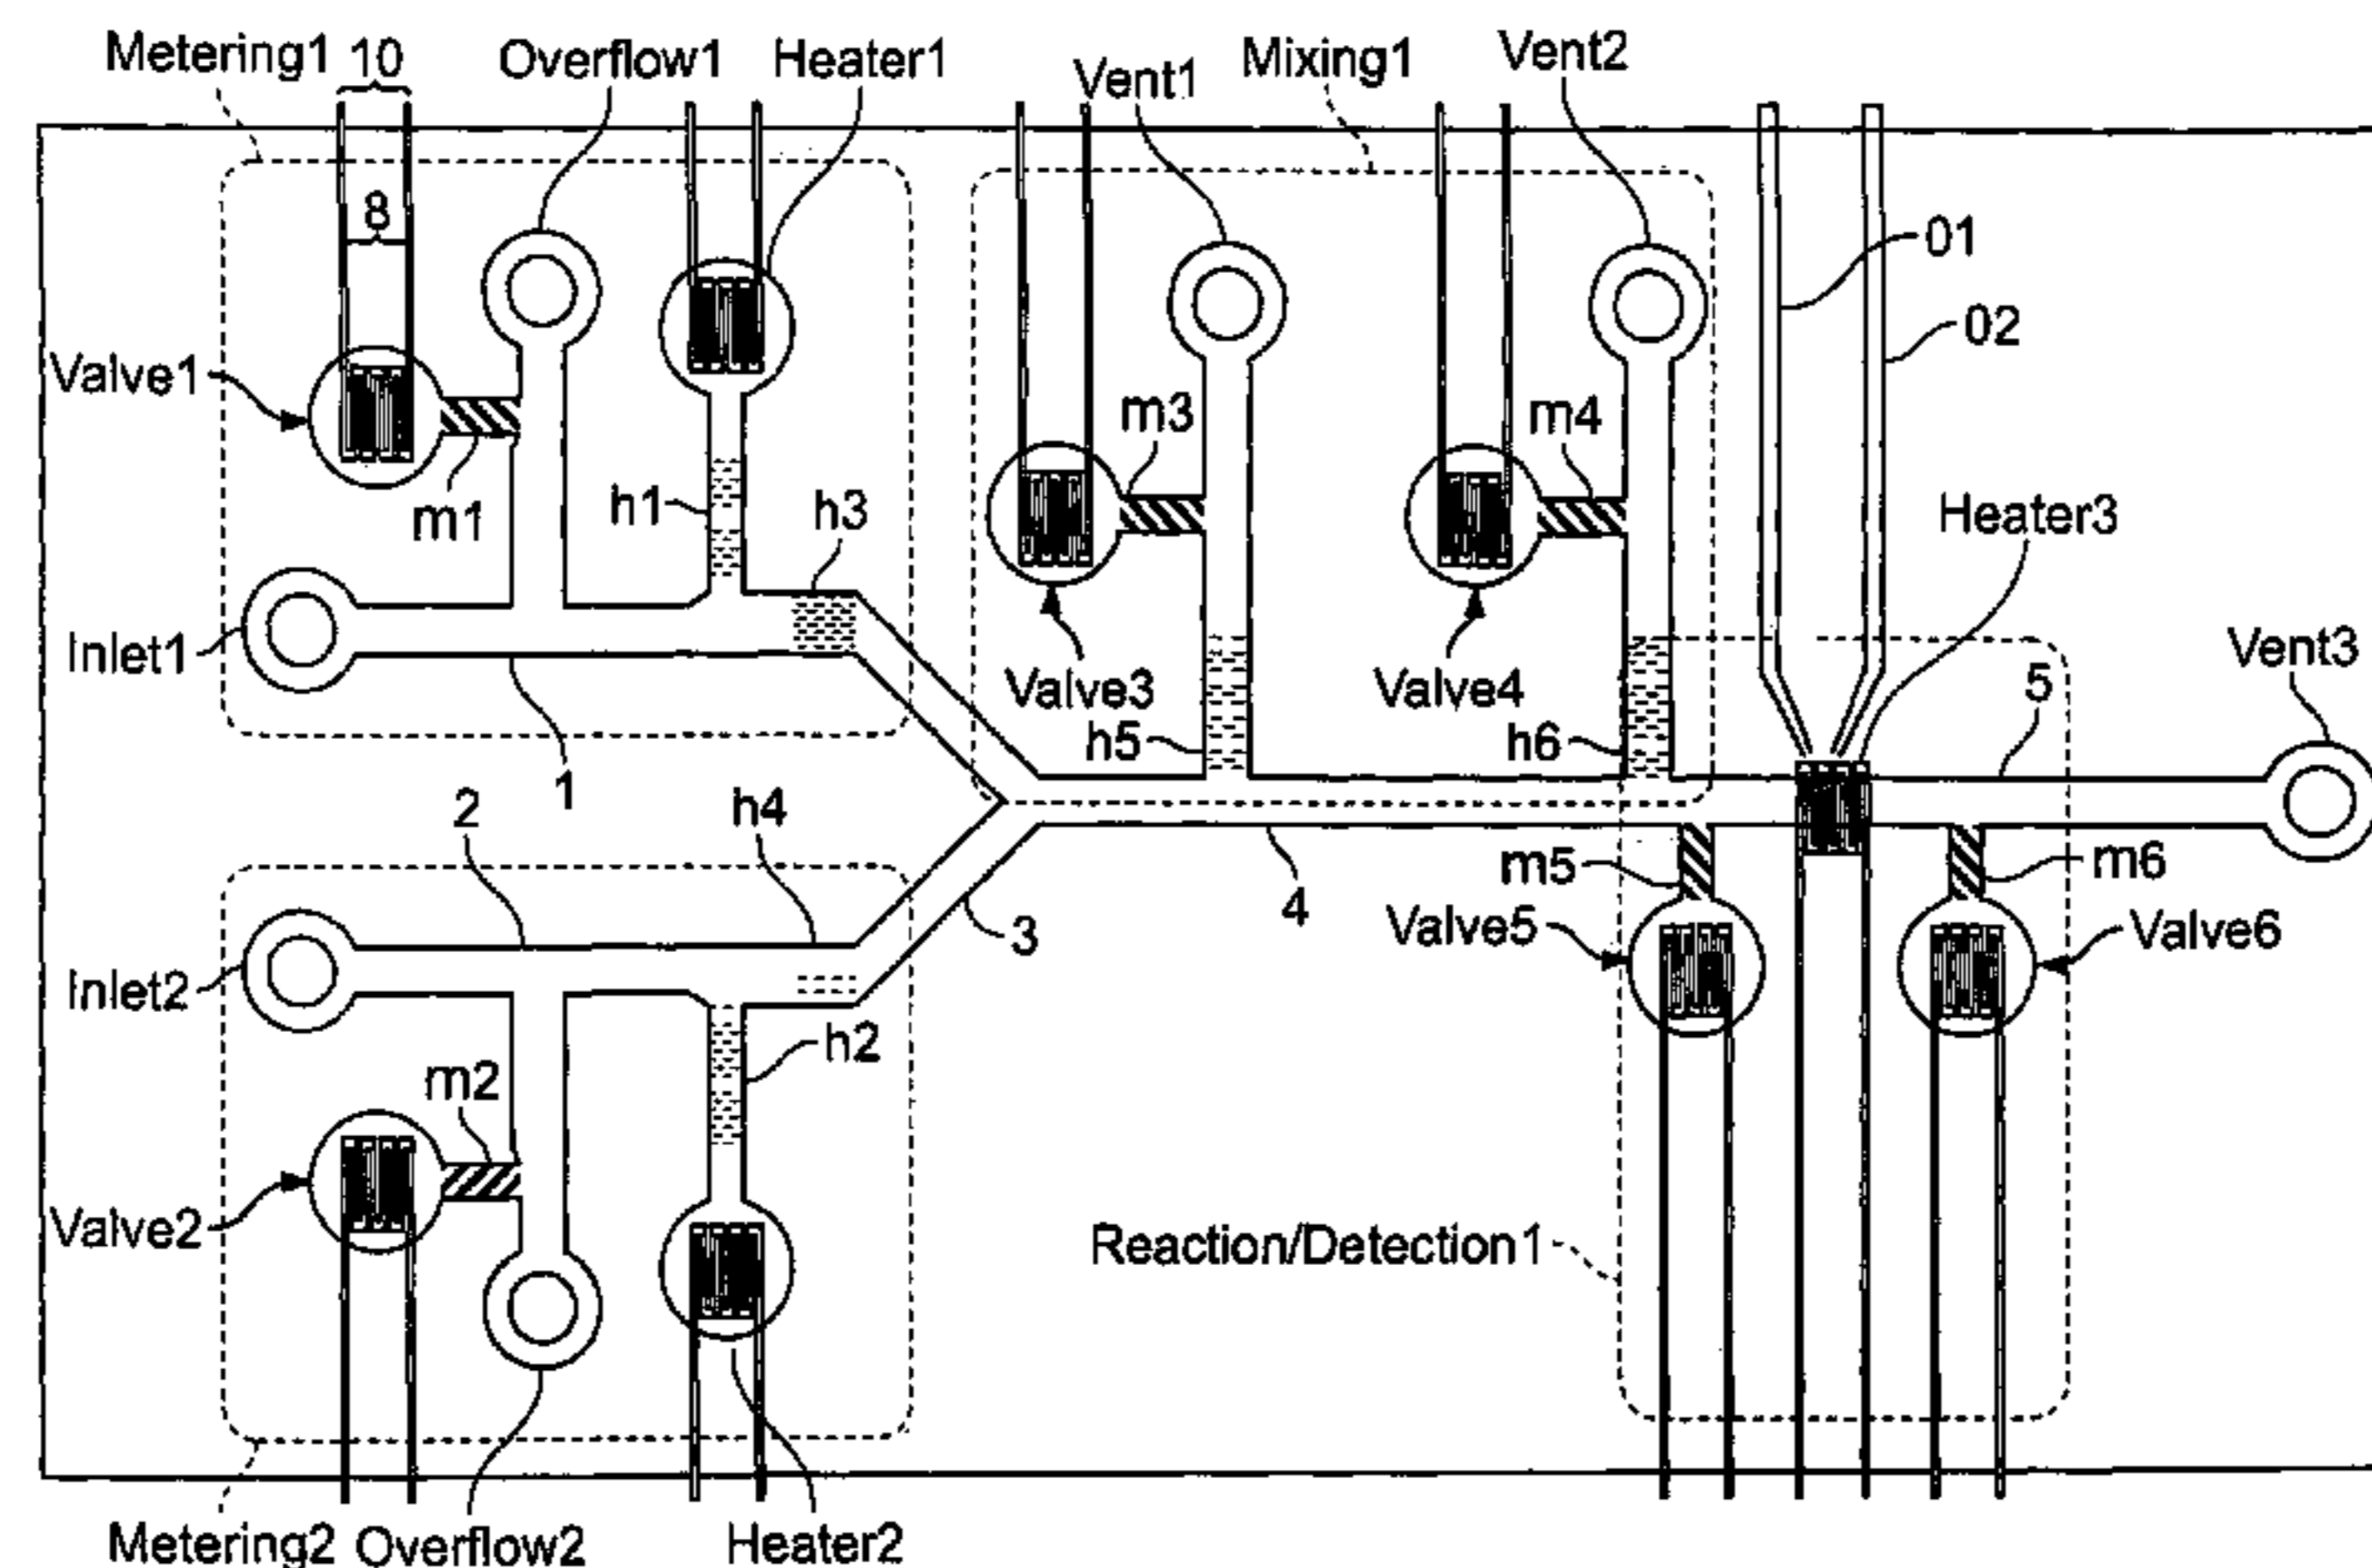 Metering1
10
Overflow1
Heater1
Vent1
Mixing1
Vent2
8
01
02
Valve1
m1
h1
h3
m3
m4
Heater3
Inlet1
Valve3
Valve4
Vent3
5
h5
h6
1
2
h4
m5
m6
4
Valve5
Valve6
3
Inlet2
h2
m2
Valve2
Reaction/Detection1
Metering2
Overflow2
Heater2